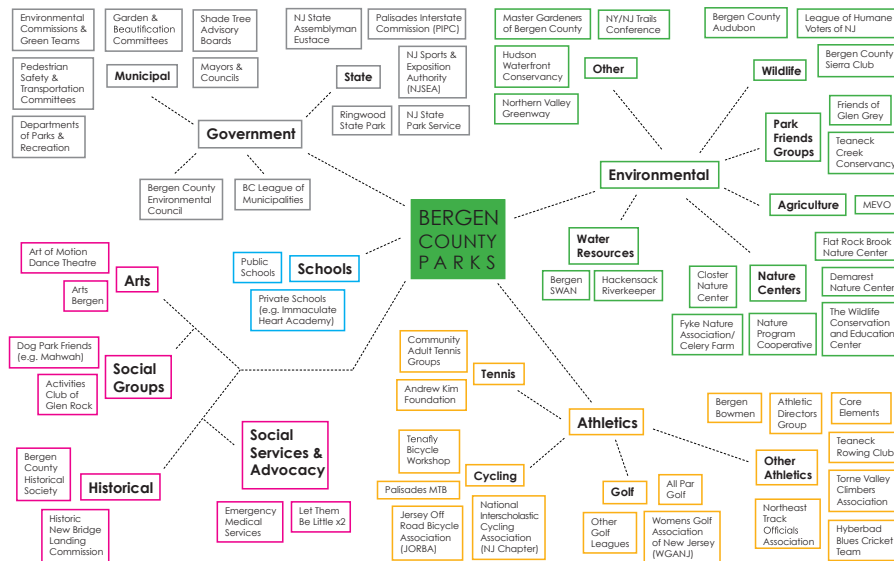 Environmental
Commissions &
Green Teams
Garden &
Beautification
Committees
Shade Tree
Advisory
Boards
Pedestrian
Safety &
Transportation
Committees
Municipal
Mayors &
Councils
Departments
of Parks &
Recreation
NJ State
Assemblyman
Eustace
Palisades Interstate
Commission (PIPC)
State
NJ Sports &
Exposition
Authority
(NJSEA)
Ringwood
State Park
NJ State
Park Service
Government
Bergen County
Environmental
Council
BC League of
Municipalities
Master Gardeners
of Bergen County
NY/NJ Trails
Conference
Hudson
Waterfront
Conservancy
Other
Northern Valley
Greenway
Bergen County
Audubon
League of Humane
Voters of NJ
Wildlife
Bergen County
Sierra Club
Park
Friends
Groups
Friends of
Glen Grey
Teaneck
Creek
Conservancy
Environmental
Agriculture
MEVO
Water
Resources
Bergen
SWAN
Hackensack
Riverkeeper
Nature
Centers
Flat Rock Brook
Nature Center
Closter
Nature
Center
Demarest
Nature Center
Fyke Nature
Association/
Celery Farm
Nature
Program
Cooperative
The Wildlife
Conservation
and Education
Center
BERGEN
COUNTY
PARKS
Public
Schools
Schools
Private Schools
(e.g. Immaculate
Heart Academy)
Art of Motion
Dance Theatre
Arts
Arts
Bergen
Dog Park Friends
(e.g. Mahwah)
Social
Groups
Activities
Club of
Glen Rock
Bergen
County
Historical
Society
Historical
Historic
New Bridge
Landing
Commission
Social
Services &
Advocacy
Emergency
Medical
Services
Let Them
Be Little x2
Community
Adult Tennis
Groups
Tennis
Andrew Kim
Foundation
Athletics
Tenafly
Bicycle
Workshop
Cycling
Palisades MTB
Jersey Off
Road Bicycle
Association
(JORBA)
National
Interscholastic
Cycling
Association
(NJ Chapter)
Golf
All Par
Golf
Other
Golf
Leagues
Womens Golf
Association
of New Jersey
(WGANJ)
Bergen
Bowmen
Athletic
Directors
Group
Core
Elements
Other
Athletics
Teaneck
Rowing Club
Torne Valley
Climbers
Association
Northeast
Track
Officials
Association
Hyberbad
Blues Cricket
Team